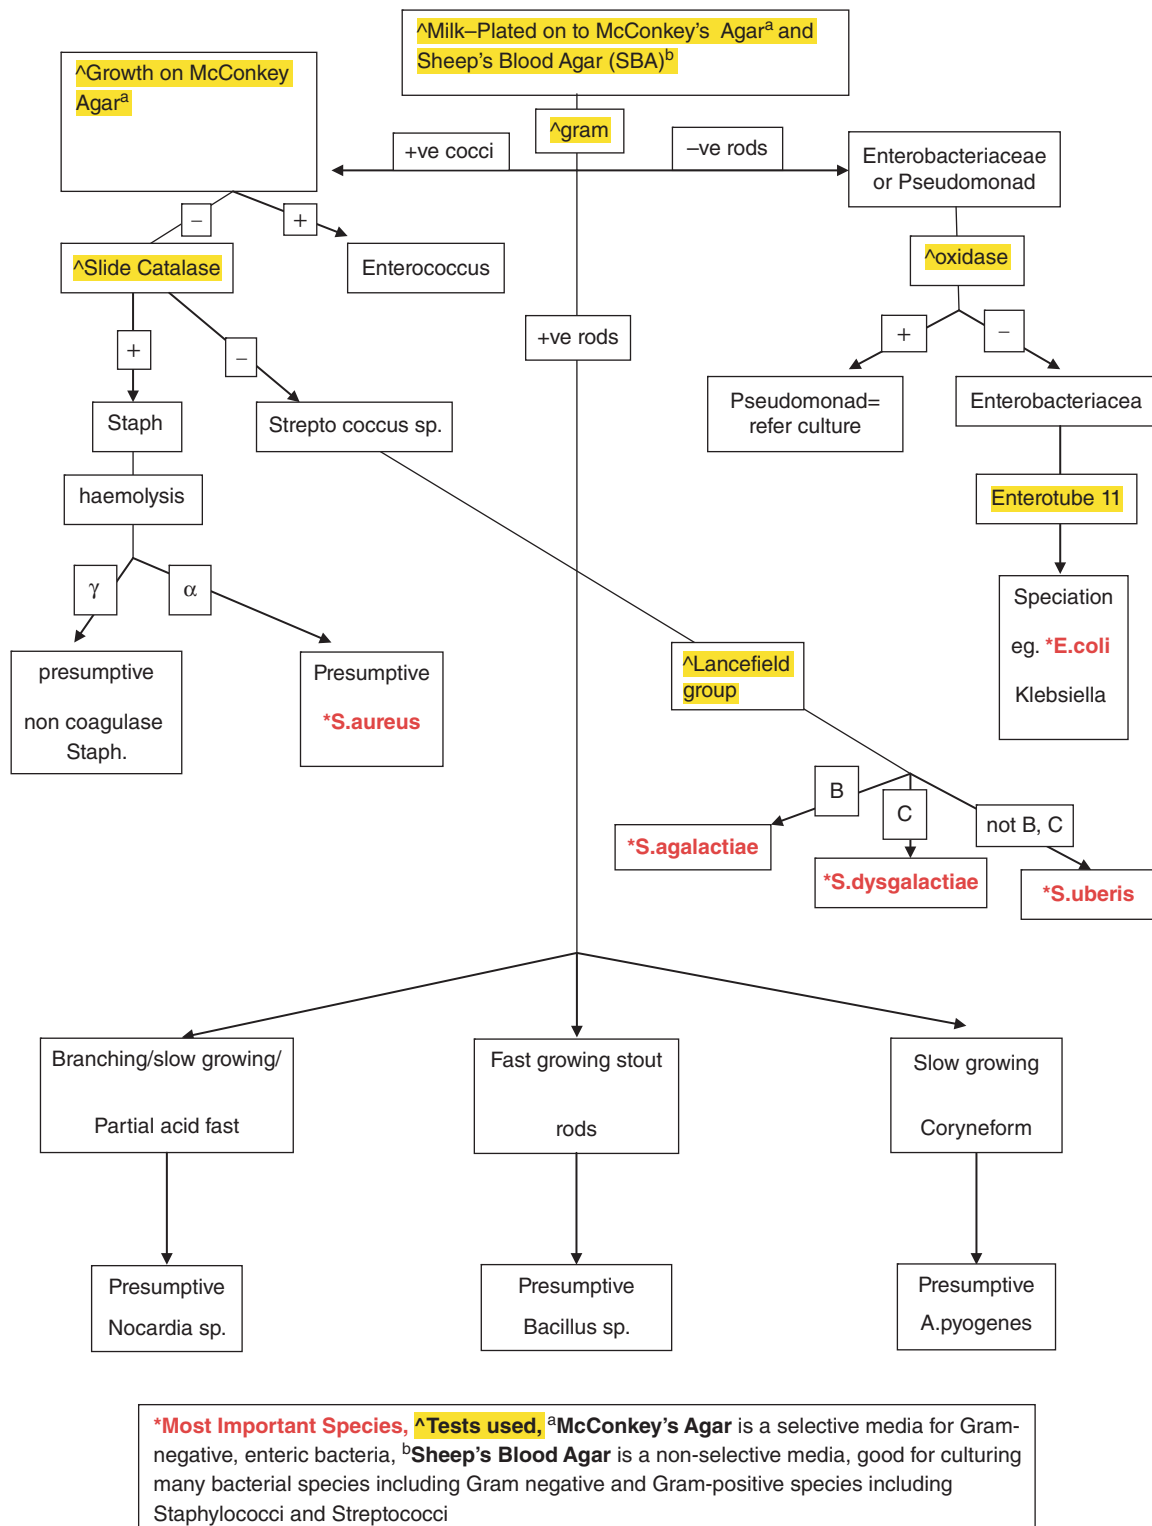 ^Milk–Plated on to McConkey's Agarᵃ and
Sheep's Blood Agar (SBA)ᵇ
^Growth on McConkey
Agarᵃ
^gram
+ve cocci
–ve rods
Enterobacteriaceae
or Pseudomonad
–
+
^Slide Catalase
Enterococcus
^oxidase
+ve rods
+
–
+
–
Staph
Strepto coccus sp.
Pseudomonad=
refer culture
Enterobacteriacea
haemolysis
Enterotube 11
γ
α
Speciation
eg. *E.coli
Klebsiella
presumptive
non coagulase
Staph.
Presumptive
*S.aureus
^Lancefield
group
B
C
not B, C
*S.agalactiae
*S.dysgalactiae
*S.uberis
Branching/slow growing/
Partial acid fast
Fast growing stout
rods
Slow growing
Coryneform
Presumptive
Nocardia sp.
Presumptive
Bacillus sp.
Presumptive
A.pyogenes
*Most Important Species, ^Tests used, ᵃMcConkey's Agar is a selective media for Gram-
negative, enteric bacteria, ᵇSheep's Blood Agar is a non-selective media, good for culturing
many bacterial species including Gram negative and Gram-positive species including
Staphylococci and Streptococci